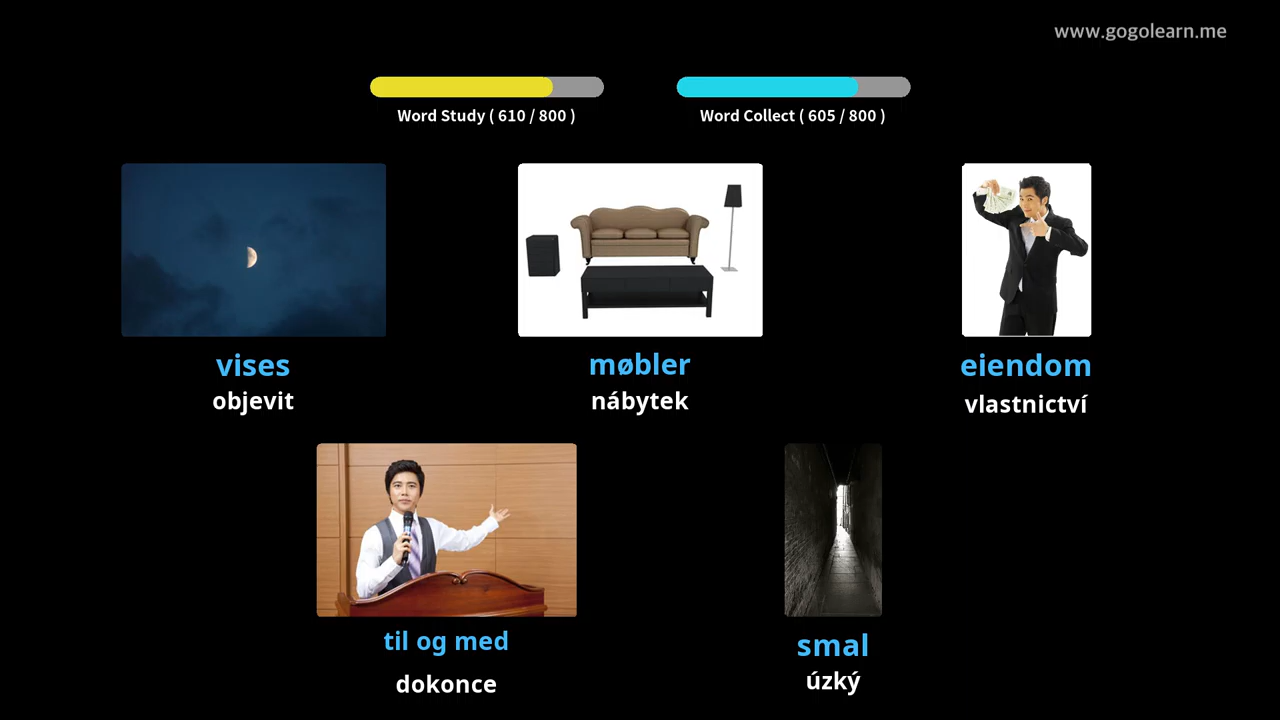 www.gogolearn.me
Word Study ( 610 / 800 )
Word Collect ( 605 / 800 )
vises
objevit
møbler
nábytek
eiendom
vlastnictví
til og med
dokonce
smal
úzký